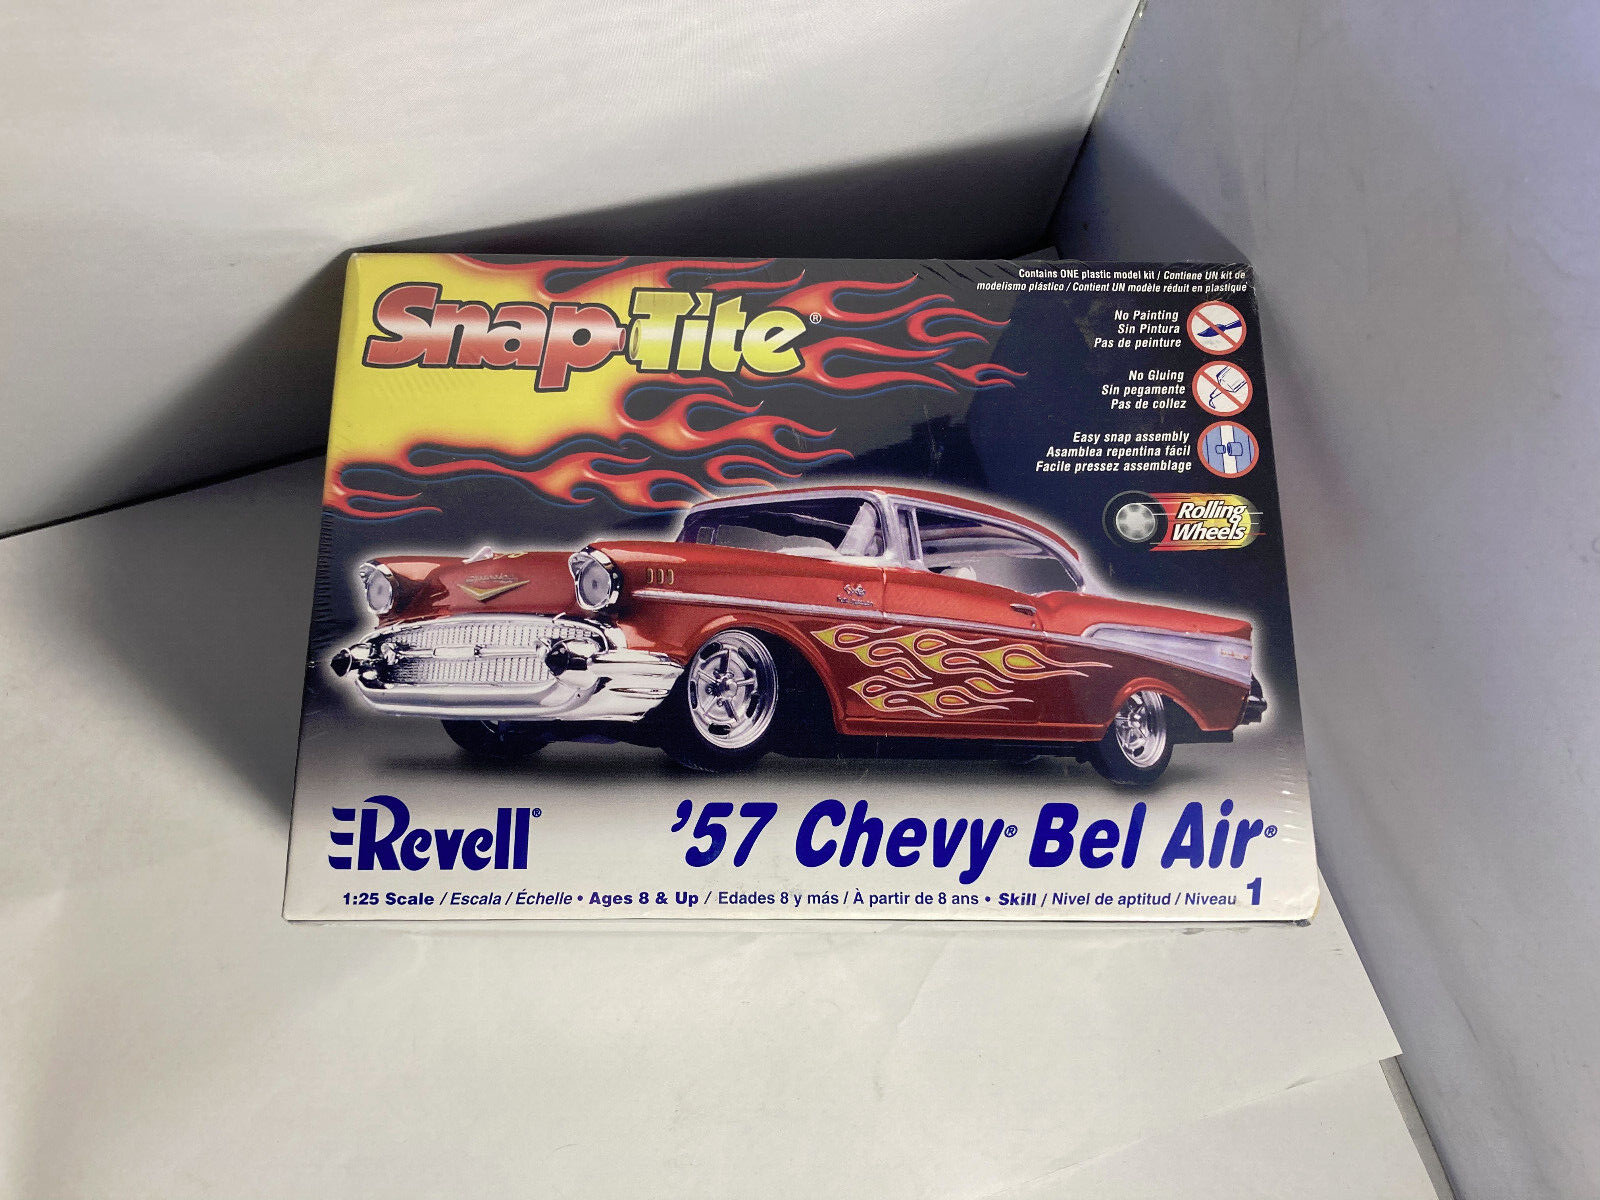 Snap-Tite®
Contains ONE plastic model kit / Contiene UN kit de
modelismo plástico / Contient UN modèle réduit en plastique
No Painting
Sin Pintura
Pas de peinture
No Gluing
Sin pegamente
Pas de collez
Easy snap assembly
Asamblea repentina fácil
Facile pressez assemblage
Rolling
Wheels
Revell®
'57 Chevy® Bel Air®
1:25 Scale / Escala / Échelle • Ages 8 & Up / Edades 8 y más / À partir de 8 ans • Skill / Nivel de aptitud / Niveau 1